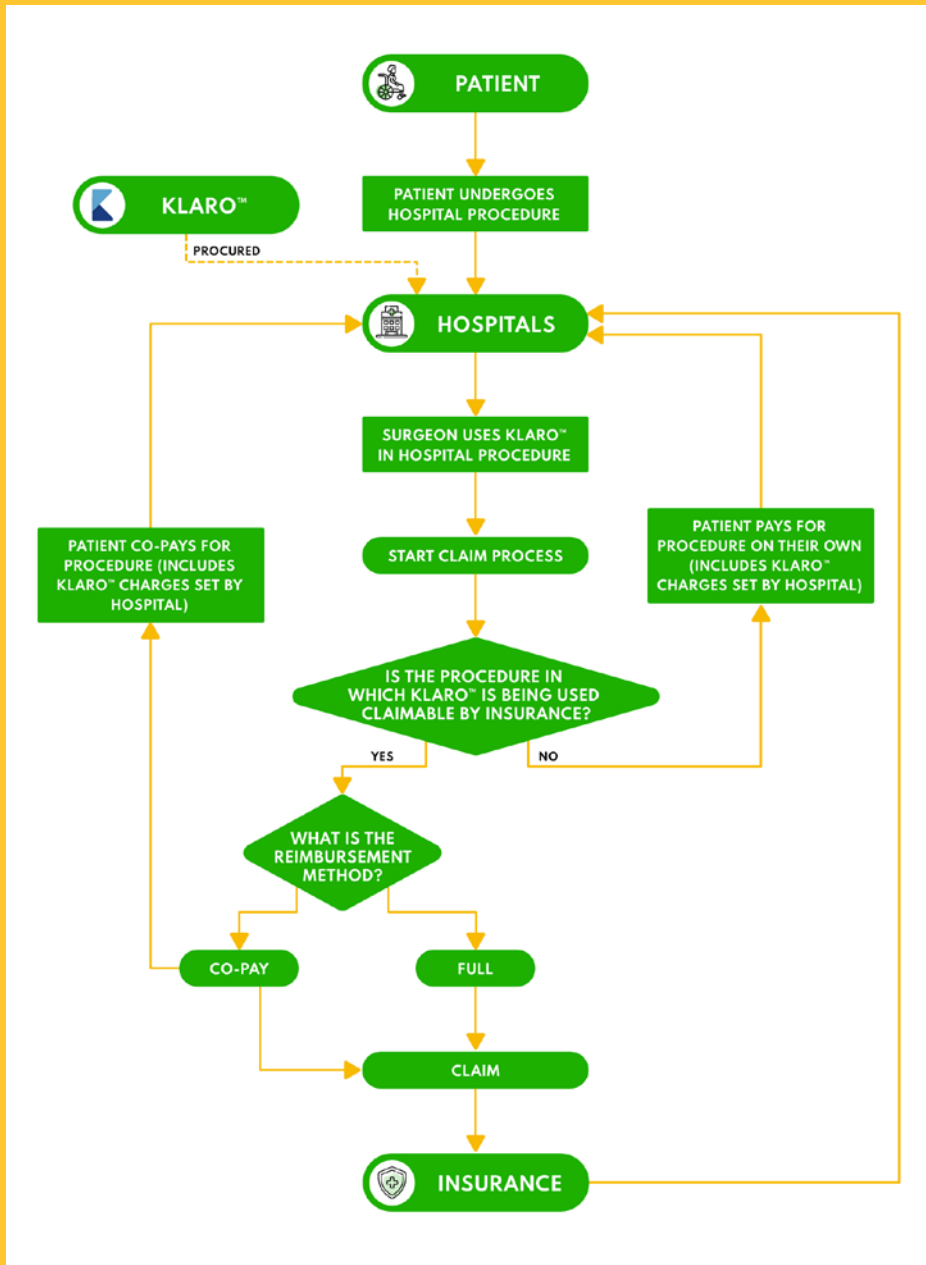 PATIENT
PATIENT UNDERGOES
HOSPITAL PROCEDURE
KLARO™
PROCURED
HOSPITALS
SURGEON USES KLARO™
IN HOSPITAL PROCEDURE
PATIENT CO-PAYS FOR
PROCEDURE (INCLUDES
KLARO™ CHARGES SET BY
HOSPITAL)
START CLAIM PROCESS
PATIENT PAYS FOR
PROCEDURE ON THEIR OWN
(INCLUDES KLARO™
CHARGES SET BY HOSPITAL)
IS THE PROCEDURE IN
WHICH KLARO™ IS BEING USED
CLAIMABLE BY INSURANCE?
YES
NO
WHAT IS THE
REIMBURSEMENT
METHOD?
CO-PAY
FULL
CLAIM
INSURANCE